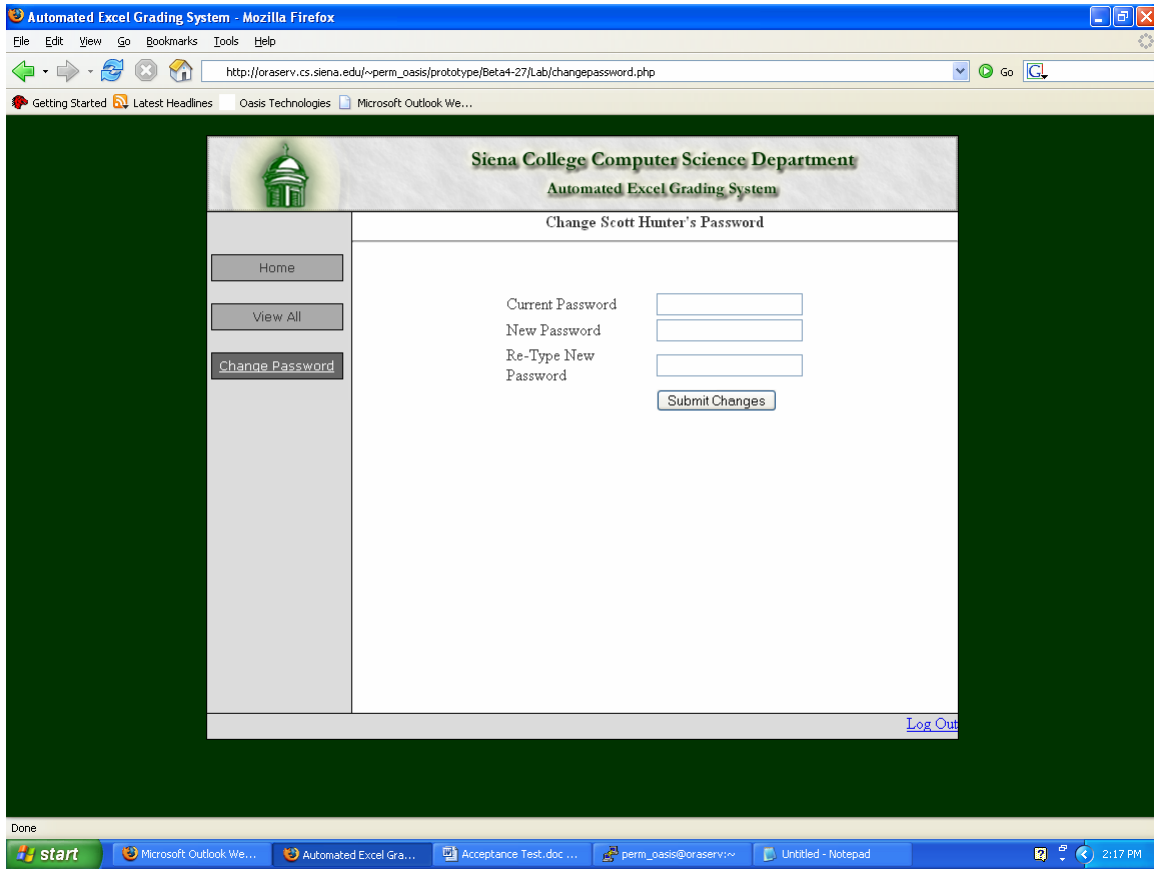 Automated Excel Grading System - Mozilla Firefox
File Edit View Go Bookmarks Tools Help
http://oraserv.cs.siena.edu/~perm_oasis/prototype/Beta4-27/Lab/changepassword.php Go G
Getting Started Latest Headlines Oasis Technologies Microsoft Outlook We...
Siena College Computer Science Department
Automated Excel Grading System
Change Scott Hunter's Password
Home
View All
Change Password
Current Password
New Password
Re-Type New
Password
Submit Changes
Log Out
Done
start Microsoft Outlook We... Automated Excel Gra... Acceptance Test.doc ... perm_oasis@oraserv:~ Untitled - Notepad 2:17 PM